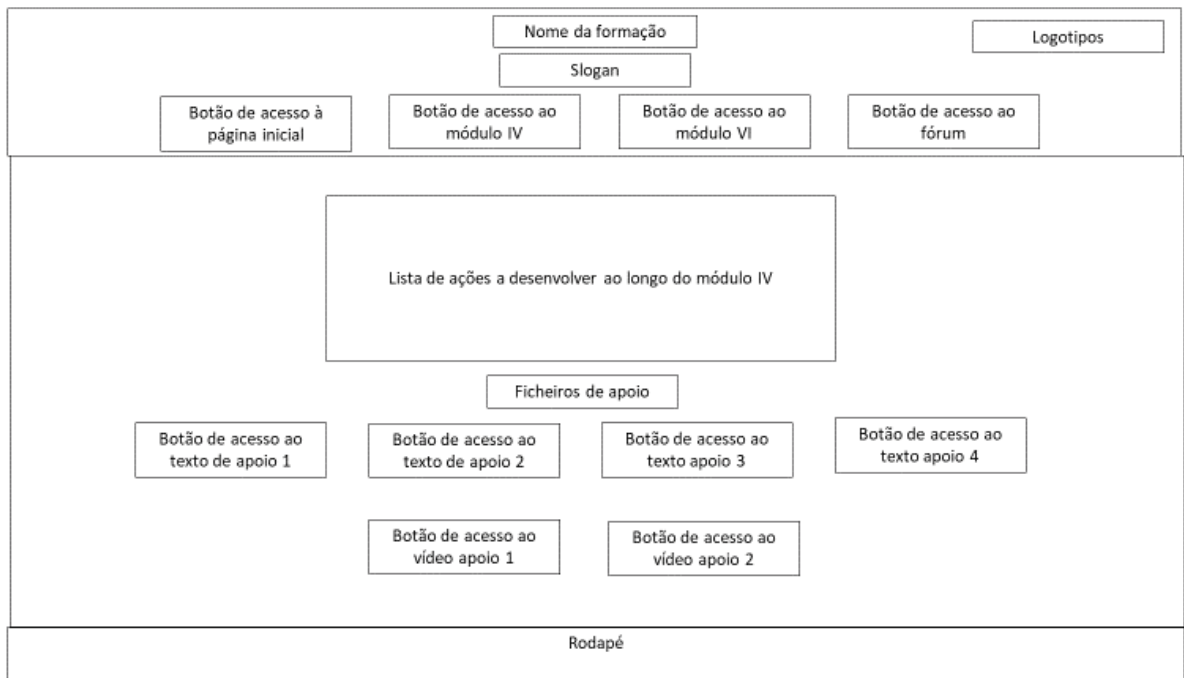 Nome da formação
Logotipos
Slogan
Botão de acesso à
página inicial
Botão de acesso ao
módulo IV
Botão de acesso ao
módulo VI
Botão de acesso ao
fórum
Lista de ações a desenvolver ao longo do módulo IV
Ficheiros de apoio
Botão de acesso ao
texto de apoio 1
Botão de acesso ao
texto de apoio 2
Botão de acesso ao
texto apoio 3
Botão de acesso ao
texto apoio 4
Botão de acesso ao
vídeo apoio 1
Botão de acesso ao
vídeo apoio 2
Rodapé